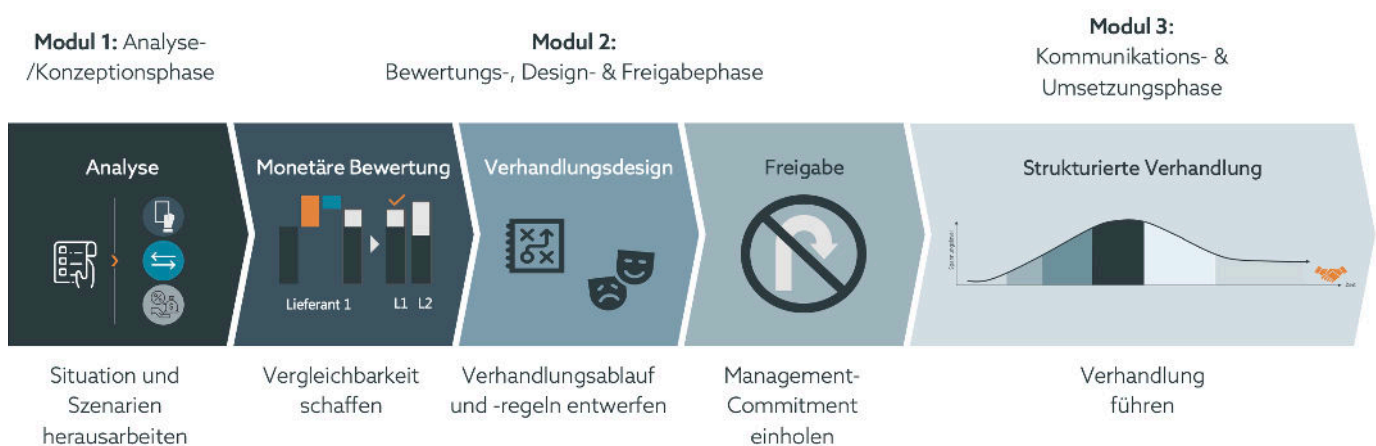 Modul 1: Analyse-
/Konzeptionsphase
Modul 2:
Bewertungs-, Design- & Freigabephase
Modul 3:
Kommunikations- &
Umsetzungsphase
Analyse
Monetäre Bewertung
Lieferant 1
L1 L2
Verhandlungsdesign
Freigabe
Strukturierte Verhandlung
Zeit
Situation und
Szenarien
herausarbeiten
Vergleichbarkeit
schaffen
Verhandlungsablauf
und -regeln entwerfen
Management-
Commitment
einholen
Verhandlung
führen